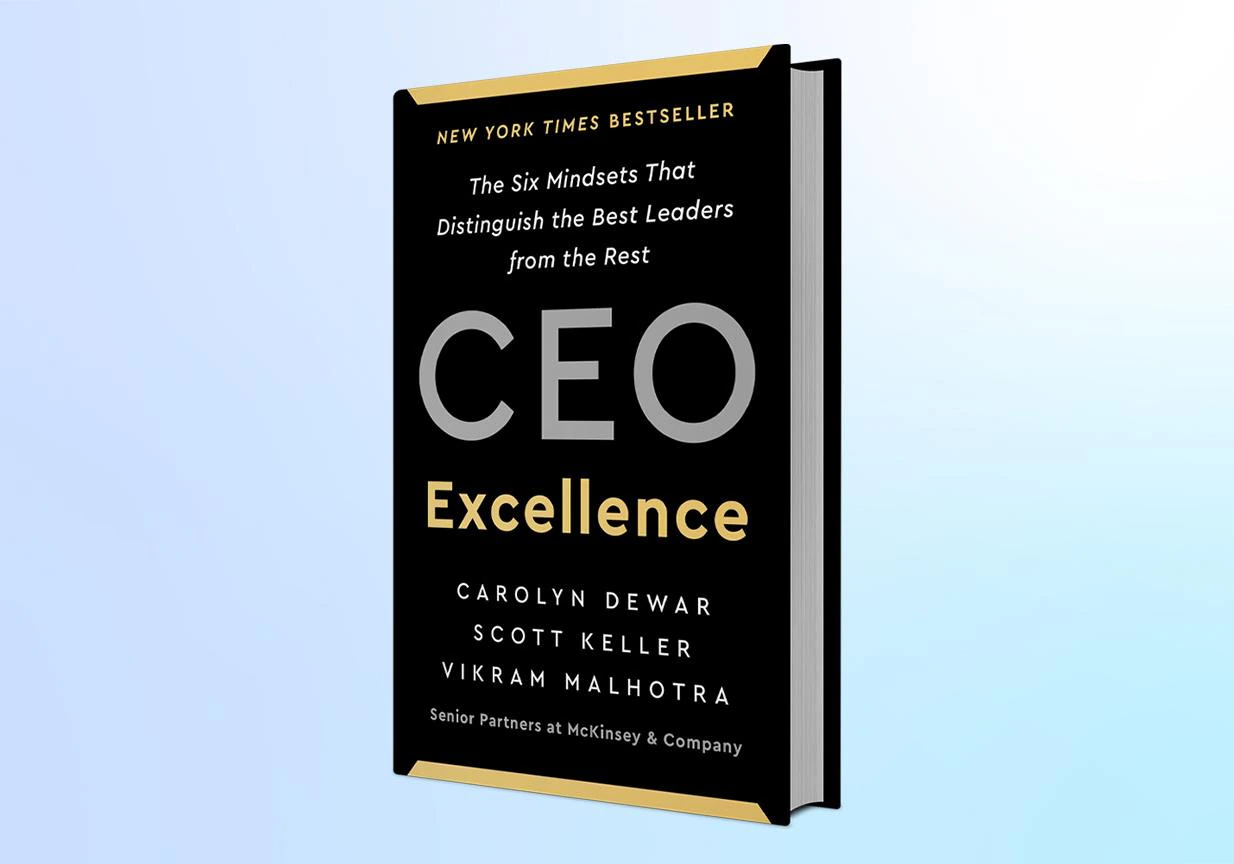 NEW YORK TIMES BESTSELLER
The Six Mindsets That
Distinguish the Best Leaders
from the Rest
CEO
Excellence
CAROLYN DEWAR
SCOTT KELLER
VIKRAM MALHOTRA
Senior Partners at McKinsey & Company